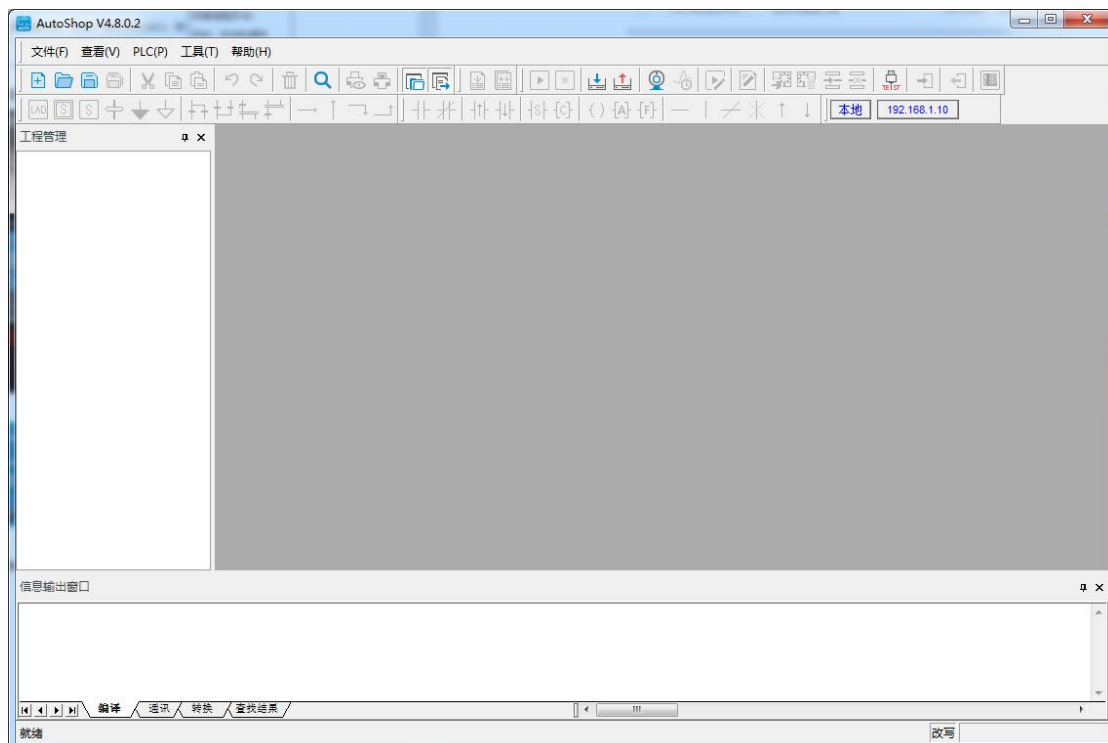 AutoShop V4.8.0.2
文件(F) 查看(V) PLC(P) 工具(T) 帮助(H)
TEST
LAD S S S C A F 本地 192.168.1.10
工程管理
信息输出窗口
编译 通讯 转换 查找结果
就绪 改写